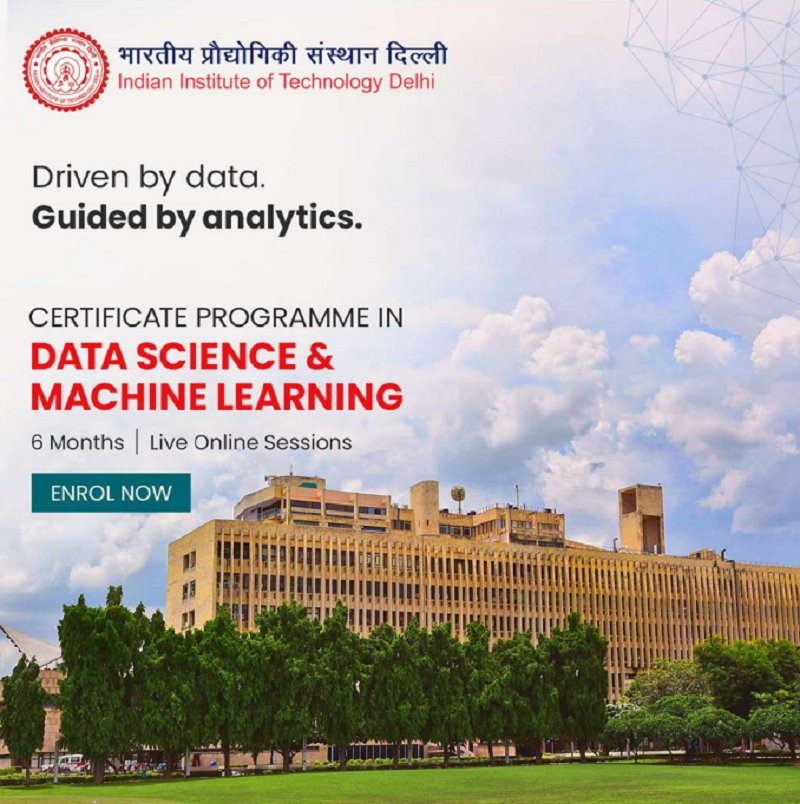 भारतीय प्रौद्योगिकी संस्थान दिल्ली
Indian Institute of Technology Delhi
Driven by data.
Guided by analytics.
CERTIFICATE PROGRAMME IN
DATA SCIENCE &
MACHINE LEARNING
6 Months | Live Online Sessions
ENROL NOW